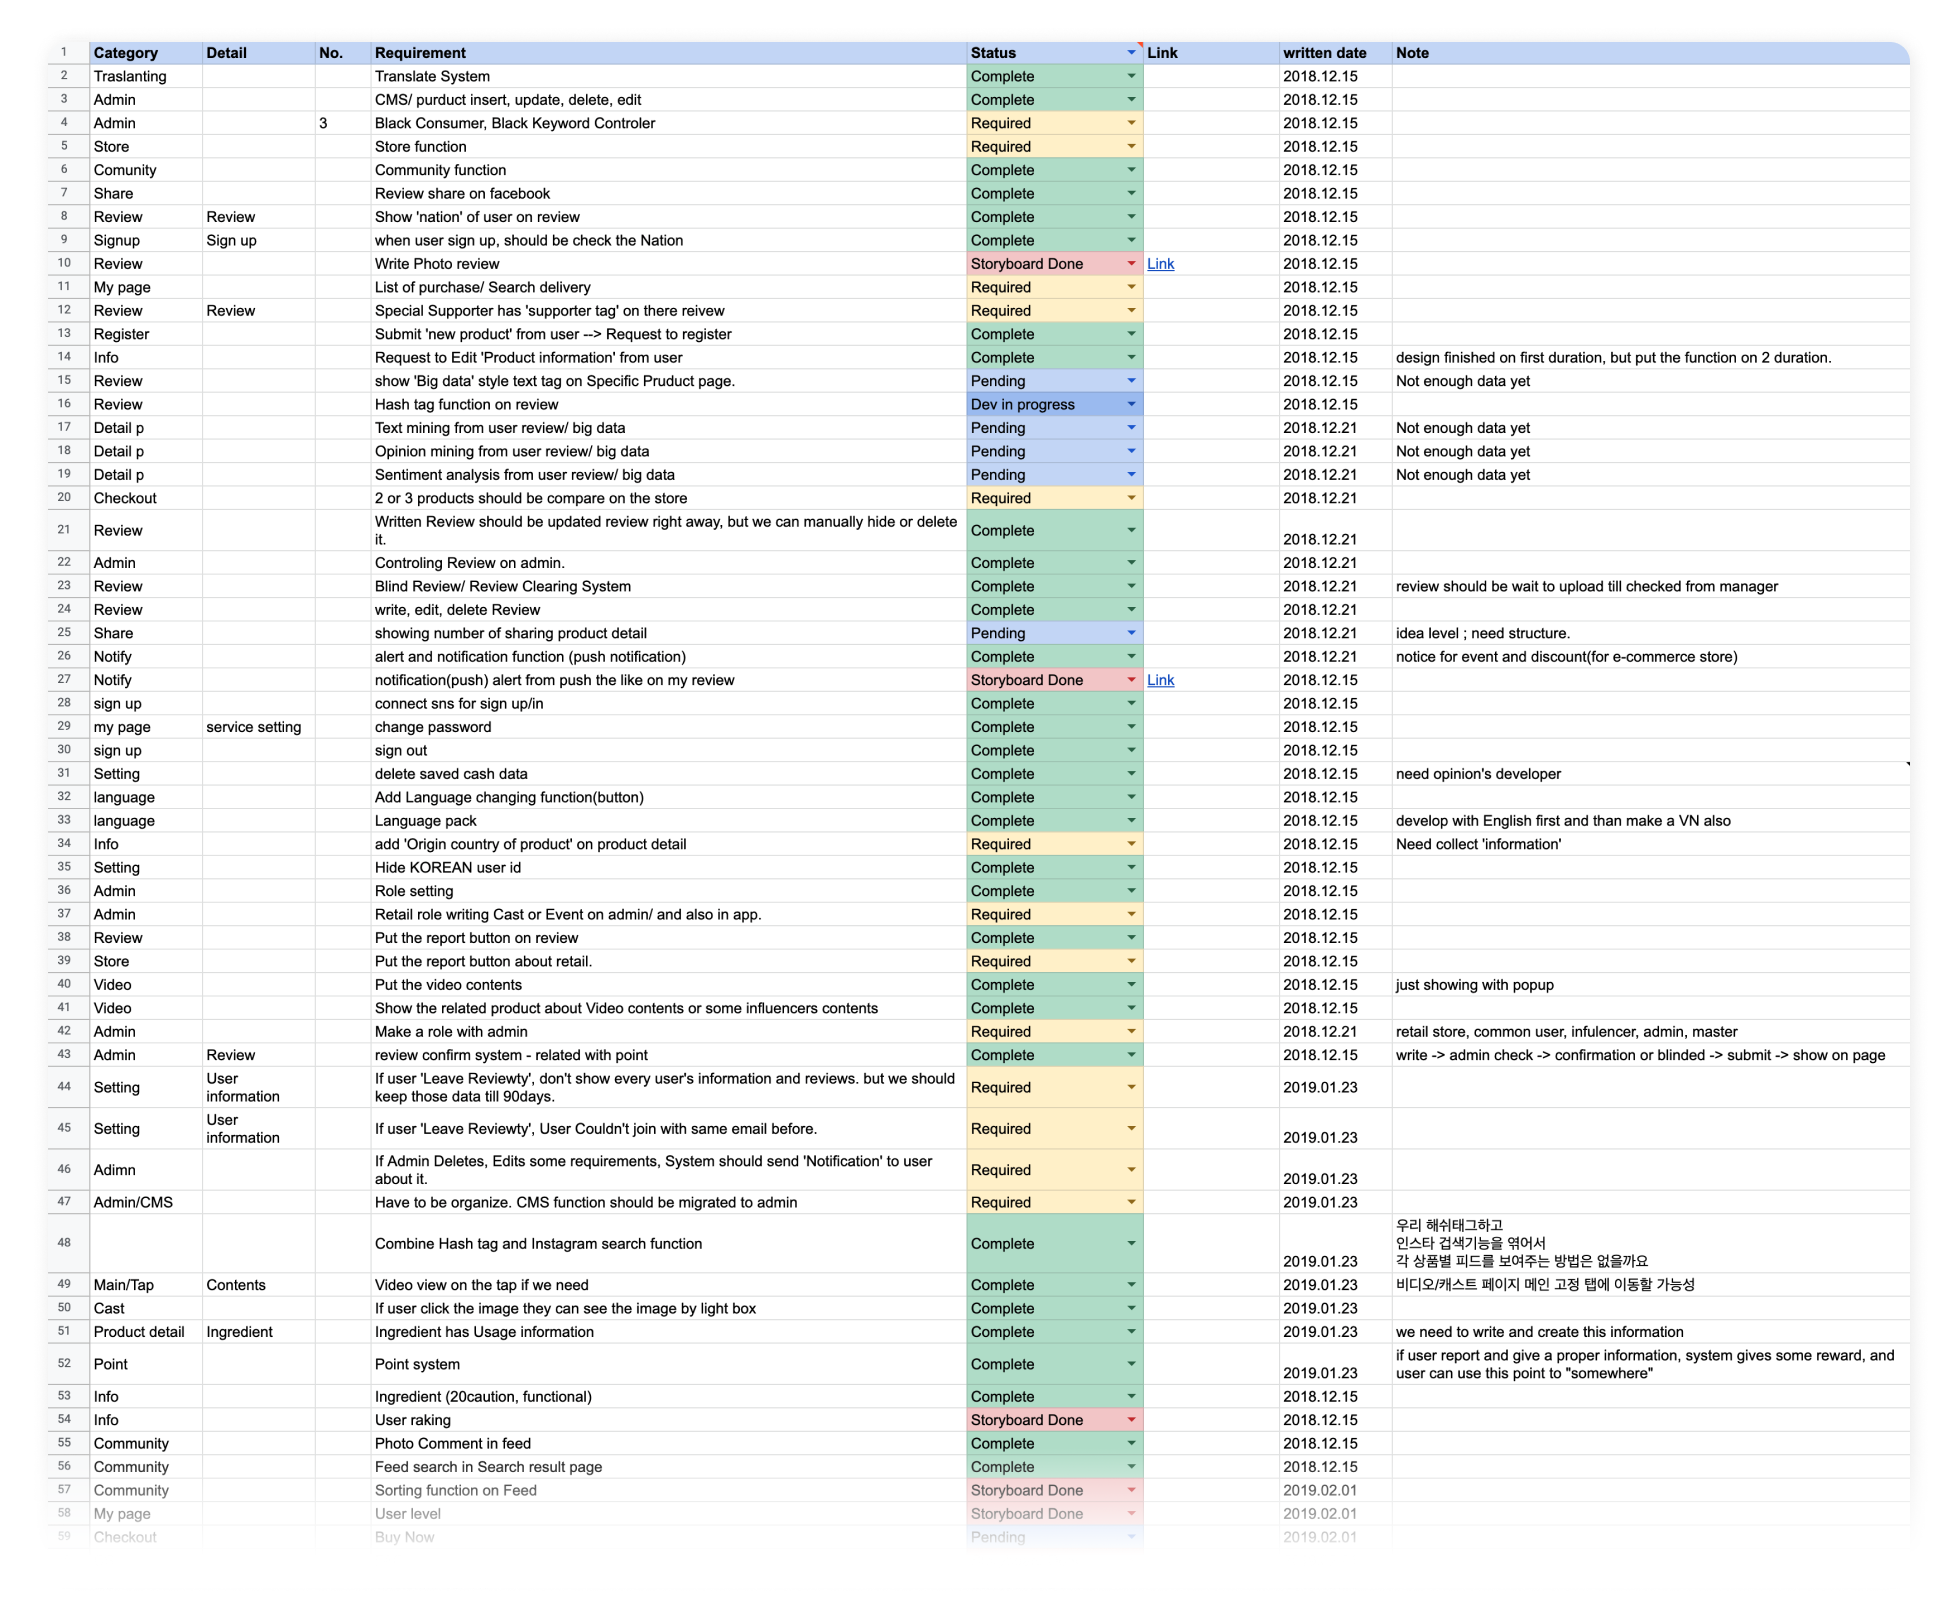 1 Category Detail No. Requirement Status Link written date Note
2 Traslanting Translate System Complete 2018.12.15
3 Admin CMS/ purduct insert, update, delete, edit Complete 2018.12.15
4 Admin 3 Black Consumer, Black Keyword Controler Required 2018.12.15
5 Store Store function Required 2018.12.15
6 Comunity Community function Complete 2018.12.15
7 Share Review share on facebook Complete 2018.12.15
8 Review Review Show 'nation' of user on review Complete 2018.12.15
9 Signup Sign up when user sign up, should be check the Nation Complete 2018.12.15
10 Review Write Photo review Storyboard Done Link 2018.12.15
11 My page List of purchase/ Search delivery Required 2018.12.15
12 Review Review Special Supporter has 'supporter tag' on there reivew Required 2018.12.15
13 Register Submit 'new product' from user --> Request to register Complete 2018.12.15
14 Info Request to Edit 'Product information' from user Complete 2018.12.15 design finished on first duration, but put the function on 2 duration.
15 Review show 'Big data' style text tag on Specific Pruduct page. Pending 2018.12.15 Not enough data yet
16 Review Hash tag function on review Dev in progress 2018.12.15
17 Detail p Text mining from user review/ big data Pending 2018.12.21 Not enough data yet
18 Detail p Opinion mining from user review/ big data Pending 2018.12.21 Not enough data yet
19 Detail p Sentiment analysis from user review/ big data Pending 2018.12.21 Not enough data yet
20 Checkout 2 or 3 products should be compare on the store Required 2018.12.21
21 Review Written Review should be updated review right away, but we can manually hide or delete
it. Complete 2018.12.21
22 Admin Controling Review on admin. Complete 2018.12.21
23 Review Blind Review/ Review Clearing System Complete 2018.12.21 review should be wait to upload till checked from manager
24 Review write, edit, delete Review Complete 2018.12.21
25 Share showing number of sharing product detail Pending 2018.12.21 idea level ; need structure.
26 Notify alert and notification function (push notification) Complete 2018.12.21 notice for event and discount(for e-commerce store)
27 Notify notification(push) alert from push the like on my review Storyboard Done Link 2018.12.15
28 sign up connect sns for sign up/in Complete 2018.12.15
29 my page service setting change password Complete 2018.12.15
30 sign up sign out Complete 2018.12.15
31 Setting delete saved cash data Complete 2018.12.15 need opinion's developer
32 language Add Language changing function(button) Complete 2018.12.15
33 language Language pack Complete 2018.12.15 develop with English first and than make a VN also
34 Info add 'Origin country of product' on product detail Required 2018.12.15 Need collect 'information'
35 Setting Hide KOREAN user id Complete 2018.12.15
36 Admin Role setting Complete 2018.12.15
37 Admin Retail role writing Cast or Event on admin/ and also in app. Required 2018.12.15
38 Review Put the report button on review Complete 2018.12.15
39 Store Put the report button about retail. Required 2018.12.15
40 Video Put the video contents Complete 2018.12.15 just showing with popup
41 Video Show the related product about Video contents or some influencers contents Complete 2018.12.15
42 Admin Make a role with admin Required 2018.12.21 retail store, common user, infulencer, admin, master
43 Admin Review review confirm system - related with point Complete 2018.12.15 write -> admin check -> confirmation or blinded -> submit -> show on page
44 Setting User
information If user 'Leave Reviewty', don't show every user's information and reviews. but we should
keep those data till 90days. Required 2019.01.23
45 Setting User
information If user 'Leave Reviewty', User Couldn't join with same email before. Required 2019.01.23
46 Adimn If Admin Deletes, Edits some requirements, System should send 'Notification' to user
about it. Required 2019.01.23
47 Admin/CMS Have to be organize. CMS function should be migrated to admin Required 2019.01.23
48 Combine Hash tag and Instagram search function Complete 2019.01.23 우리 해쉬태그하고
인스타 겁색기능을 엮어서
각 상품별 피드를 보여주는 방법은 없을까요
49 Main/Tap Contents Video view on the tap if we need Complete 2019.01.23 비디오/캐스트 페이지 메인 고정 탭에 이동할 가능성
50 Cast If user click the image they can see the image by light box Complete 2019.01.23
51 Product detail Ingredient Ingredient has Usage information Complete 2019.01.23 we need to write and create this information
52 Point Point system Complete 2019.01.23 if user report and give a proper information, system gives some reward, and
user can use this point to "somewhere"
53 Info Ingredient (20caution, functional) Complete 2018.12.15
54 Info User raking Storyboard Done 2018.12.15
55 Community Photo Comment in feed Complete 2018.12.15
56 Community Feed search in Search result page Complete 2018.12.15
57 Community Sorting function on Feed Storyboard Done 2019.02.01
58 My page User level Storyboard Done 2019.02.01
59 Checkout Buy Now Pending 2019.02.01